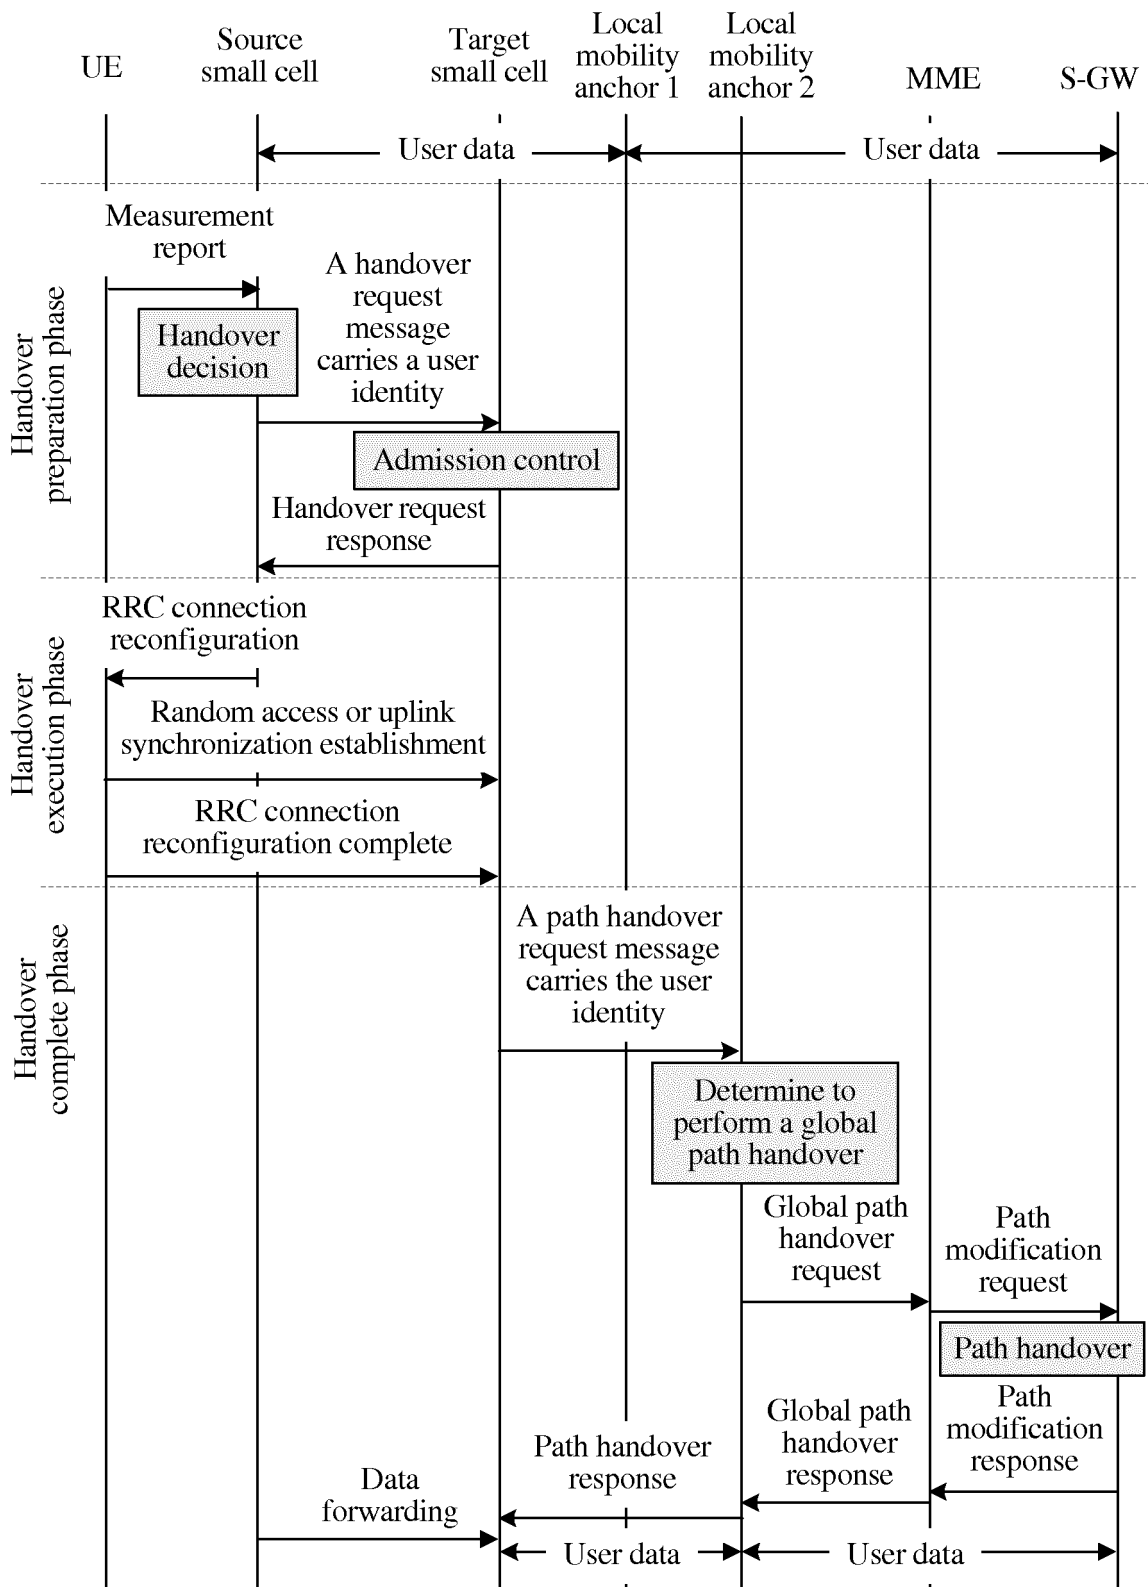 UE
Source
small cell
Target
small cell
Local
mobility
anchor 1
Local
mobility
anchor 2
MME
S-GW
User data
User data
Handover
preparation phase
Measurement
report
Handover
decision
A handover
request
message
carries a user
identity
Admission control
Handover request
response
Handover
execution phase
RRC connection
reconfiguration
Random access or uplink
synchronization establishment
RRC connection
reconfiguration complete
Handover
complete phase
A path handover
request message
carries the user
identity
Determine to
perform a global
path handover
Global path
handover
request
Path
modification
request
Path handover
Path
modification
response
Global path
handover
response
Path handover
response
Data
forwarding
User data
User data